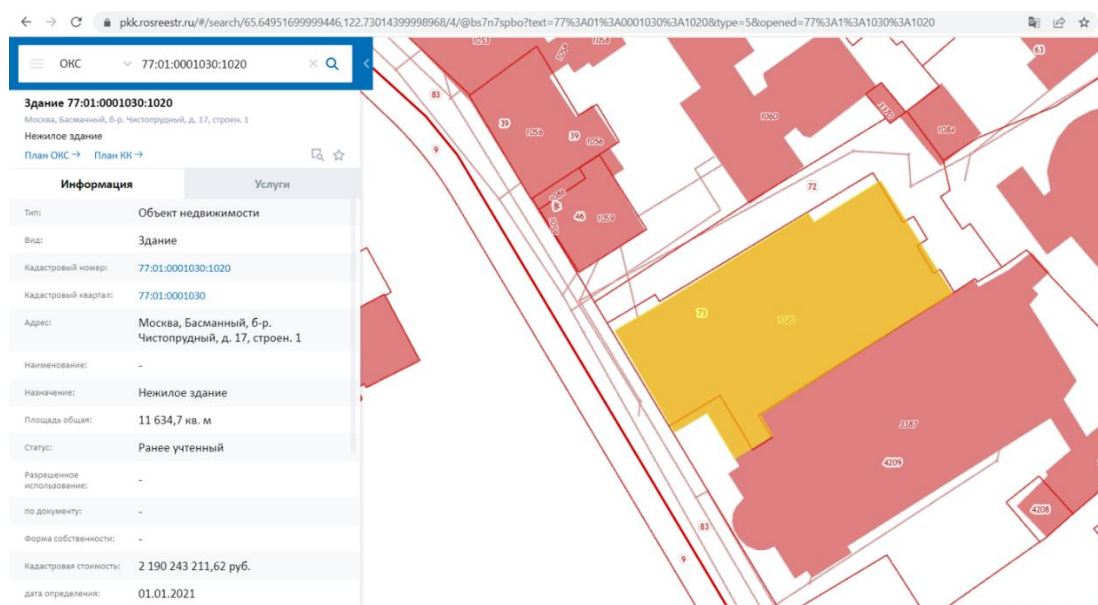 pkk.rosreestr.ru/#/search/65.64951699999446,122.73014399998968/4/@bs7n7spbo?text=77%3A01%3A0001030%3A1020&type=5&opened=77%3A1%3A1030%3A1020
ОКС 77:01:0001030:1020
Здание 77:01:0001030:1020
Москва, Басманный, б-р. Чистопрудный, д. 17, строен. 1
Нежилое здание
План ОКС → План КК →
Информация Услуги
Тип: Объект недвижимости
Вид: Здание
Кадастровый номер: 77:01:0001030:1020
Кадастровый квартал: 77:01:0001030
Адрес: Москва, Басманный, б-р.
Чистопрудный, д. 17, строен. 1
Наименование: -
Назначение: Нежилое здание
Площадь общая: 11 634,7 кв. м
Статус: Ранее учтенный
Разрешенное
использование: -
по документу: -
Форма собственности: -
Кадастровая стоимость: 2 190 243 211,62 руб.
дата определения: 01.01.2021
1053
1058
63
83
39
1056
39
1056
1060
3370
1084
9
72
46
1059
73
1020
3387
4209
4208
83
9